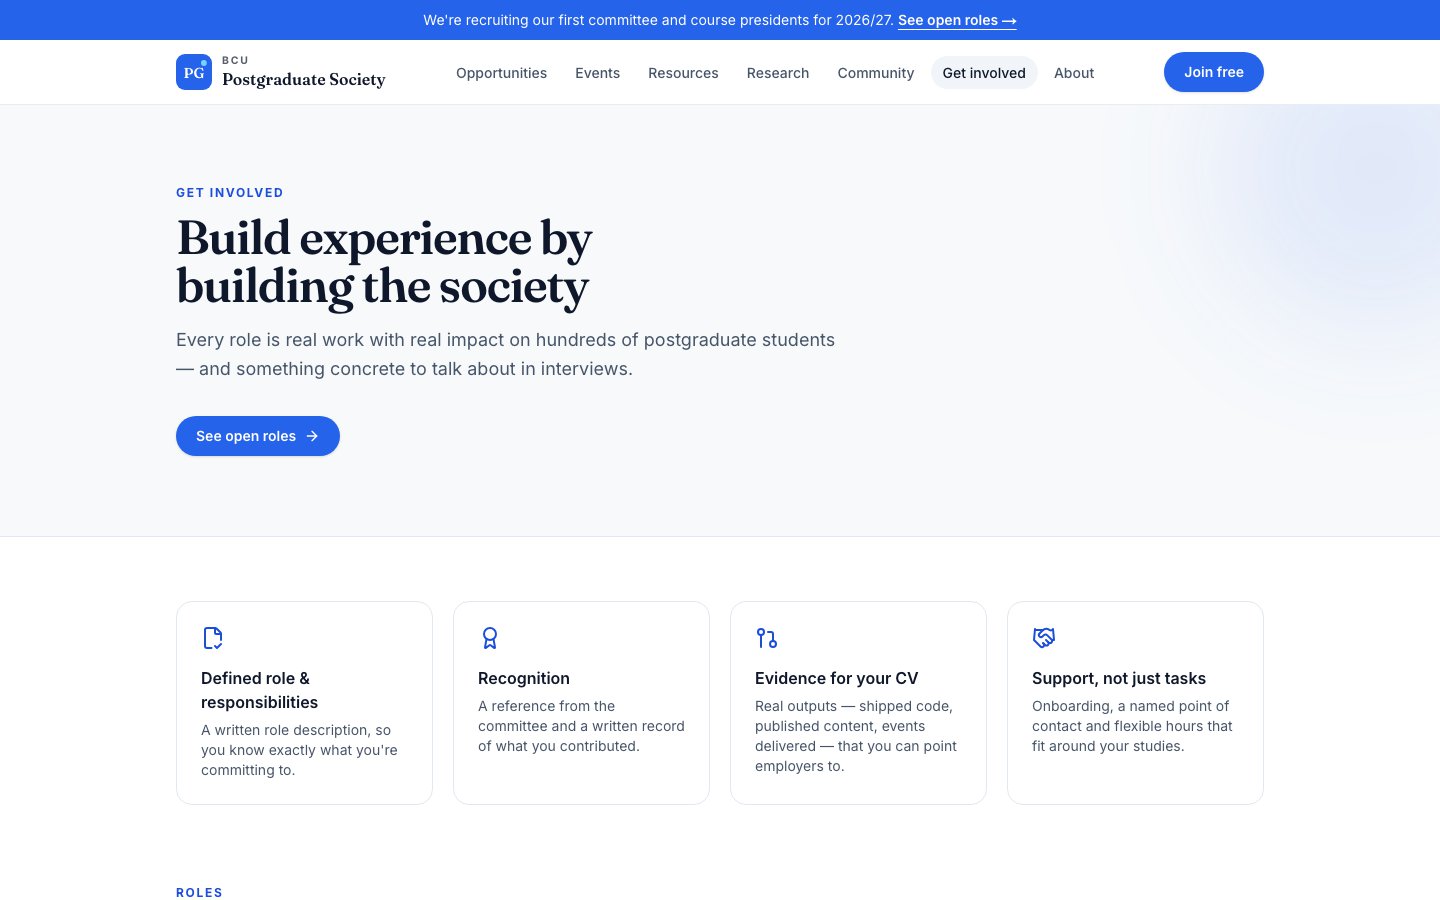 We're recruiting our first committee and course presidents for 2026/27. See open roles →
PG
BCU
Postgraduate Society
Opportunities
Events
Resources
Research
Community
Get involved
About
Join free
GET INVOLVED
Build experience by
building the society
Every role is real work with real impact on hundreds of postgraduate students
— and something concrete to talk about in interviews.
See open roles →
Defined role &
responsibilities
A written role description, so
you know exactly what you're
committing to.
Recognition
A reference from the
committee and a written record
of what you contributed.
Evidence for your CV
Real outputs — shipped code,
published content, events
delivered — that you can point
employers to.
Support, not just tasks
Onboarding, a named point of
contact and flexible hours that
fit around your studies.
ROLES